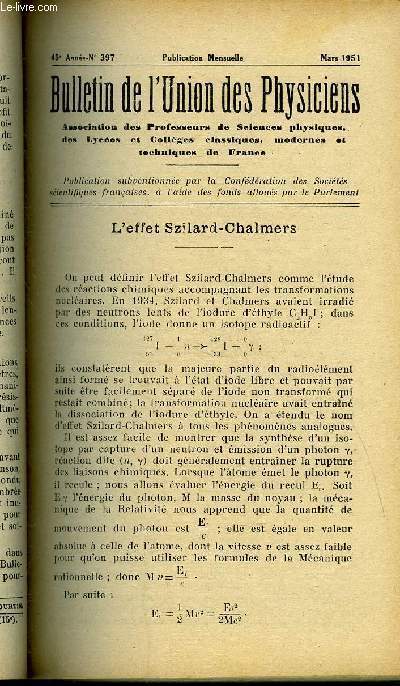 Le-livre.com
45e Année-N° 397 Publication Mensuelle Mars 1951
Bulletin de l'Union des Physiciens
Association des Professeurs de Sciences physiques,
des Lycées et Collèges classiques, modernes et
techniques de France
Publication subventionnée par la Confédération des Sociétés
scientifiques françaises, à l'aide des fonds alloués par le Parlement
L'effet Szilard-Chalmers
On peut définir l'effet Szilard-Chalmers comme l'étude
des réactions chimiques accompagnant les transformations
nucléaires. En 1934, Szilard et Chalmers avaient irradié
par des neutrons lents de l'iodure d'éthyle C2H5I ; dans
ces conditions, l'iode donne un isotope radioactif :
ils constatèrent que la majeure partie du radioélément
ainsi formé se trouvait à l'état d'iode libre et pouvait par
suite être facilement séparé de l'iode non transformé qui
restait combiné ; la transformation nucléaire avait entraîné
la dissociation de l'iodure d'éthyle. On a étendu le nom
d'effet Szilard-Chalmers à tous les phénomènes analogues.
Il est assez facile de montrer que la synthèse d'un iso-
tope par capture d'un neutron et émission d'un photon γ,
réaction dite (n, γ) doit généralement entraîner la rupture
des liaisons chimiques. Lorsque l'atome émet le photon γ,
il recule ; nous allons évaluer l'énergie du recul Er. Soit
Eγ l'énergie du photon, M la masse du noyau ; la méca-
nique de la Relativité nous apprend que la quantité de
mouvement du photon est E/c ; elle est égale en valeur
absolue à celle de l'atome, dont la vitesse v est assez faible
pour qu'on puisse utiliser les formules de la Mécanique
rationnelle ; donc M v =
Par suite :